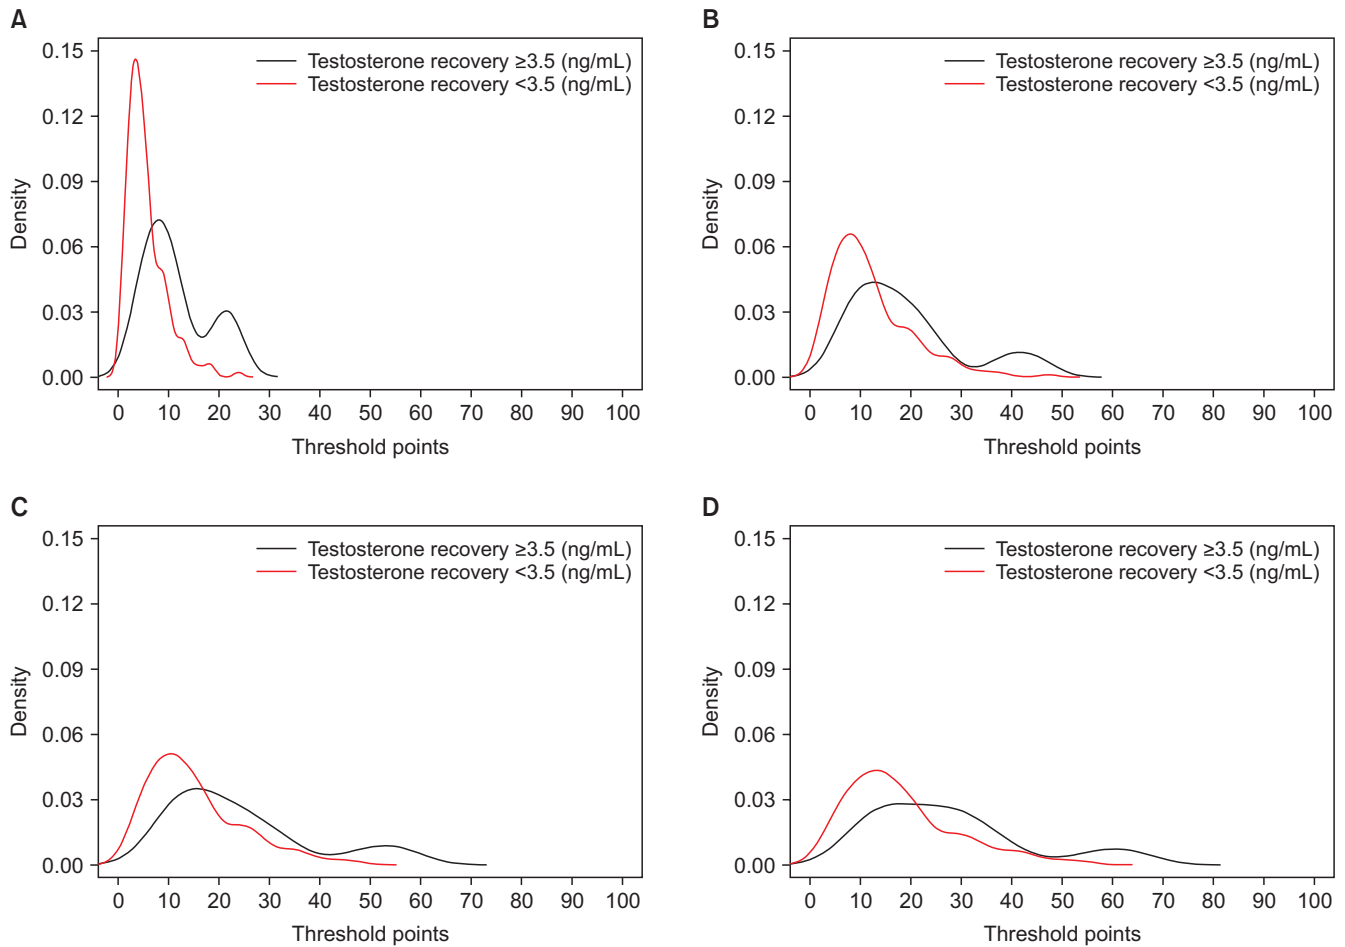 A
Testosterone recovery ≥3.5 (ng/mL)
Testosterone recovery <3.5 (ng/mL)
0.15
0.12
0.09
0.06
0.03
0.00
Density
0 10 20 30 40 50 60 70 80 90 100
Threshold points
B
Testosterone recovery ≥3.5 (ng/mL)
Testosterone recovery <3.5 (ng/mL)
0.15
0.12
0.09
0.06
0.03
0.00
Density
0 10 20 30 40 50 60 70 80 90 100
Threshold points
C
Testosterone recovery ≥3.5 (ng/mL)
Testosterone recovery <3.5 (ng/mL)
0.15
0.12
0.09
0.06
0.03
0.00
Density
0 10 20 30 40 50 60 70 80 90 100
Threshold points
D
Testosterone recovery ≥3.5 (ng/mL)
Testosterone recovery <3.5 (ng/mL)
0.15
0.12
0.09
0.06
0.03
0.00
Density
0 10 20 30 40 50 60 70 80 90 100
Threshold points